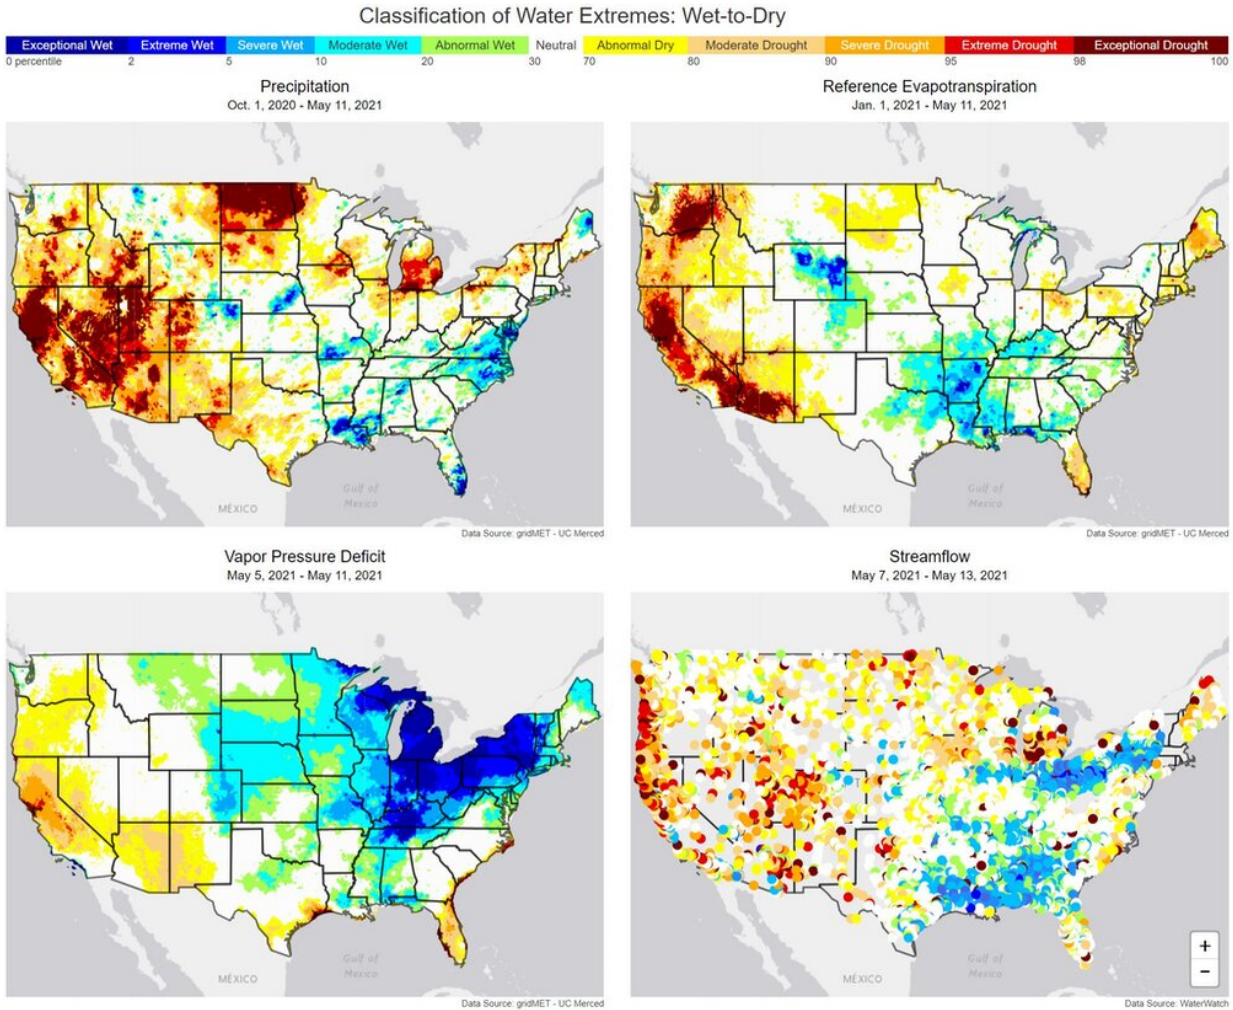 Classification of Water Extremes: Wet-to-Dry
Exceptional Wet Extreme Wet Severe Wet Moderate Wet Abnormal Wet Neutral Abnormal Dry Moderate Drought Severe Drought Extreme Drought Exceptional Drought
0 percentile 2 5 10 20 30 70 80 90 95 98 100
Precipitation
Oct. 1, 2020 - May 11, 2021
Reference Evapotranspiration
Jan. 1, 2021 - May 11, 2021
MÉXICO
Gulf of
Mexico
Data Source: gridMET - UC Merced
MÉXICO
Gulf of
Mexico
Data Source: gridMET - UC Merced
Vapor Pressure Deficit
May 5, 2021 - May 11, 2021
Streamflow
May 7, 2021 - May 13, 2021
MÉXICO
Gulf of
Mexico
Data Source: gridMET - UC Merced
MÉXICO
Gulf of
Mexico
+
−
Data Source: WaterWatch